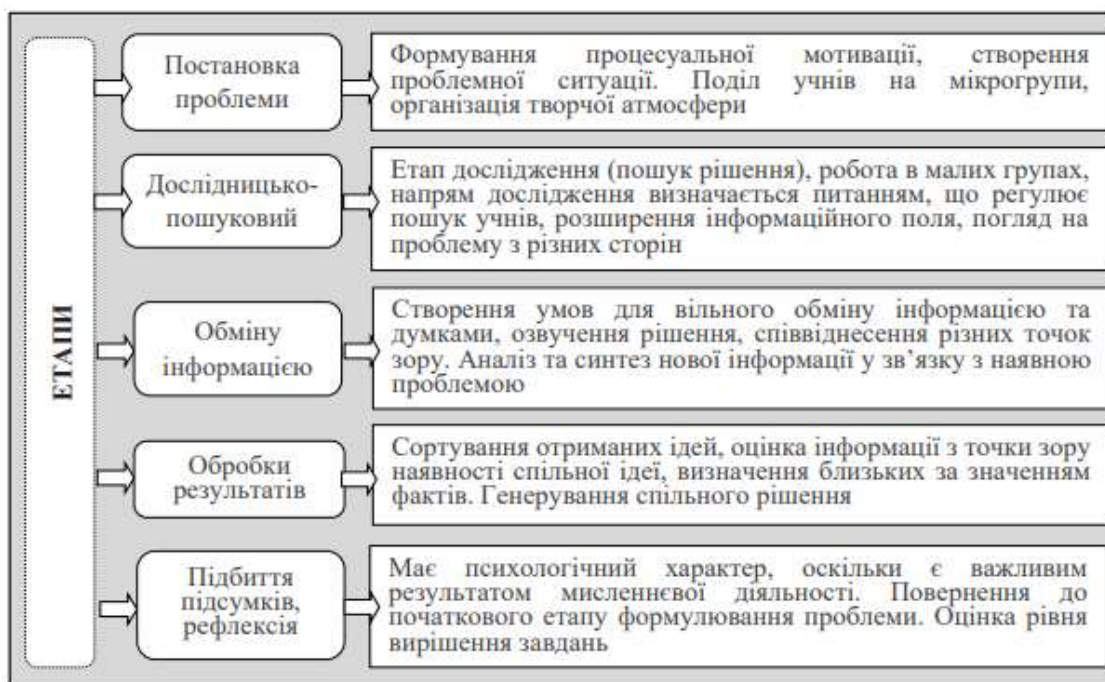 ЕТАПИ
Постановка
проблеми
Формування процесуальної мотивації, створення
проблемної ситуації. Поділ учнів на мікрогрупи,
організація творчої атмосфери
Дослідницько-
пошуковий
Етап дослідження (пошук рішення), робота в малих групах,
напрям дослідження визначається питанням, що регулює
пошук учнів, розширення інформаційного поля, погляд на
проблему з різних сторін
Обміну
інформацією
Створення умов для вільного обміну інформацією та
думками, озвучення рішення, співвіднесення різних точок
зору. Аналіз та синтез нової інформації у зв’язку з наявною
проблемою
Обробки
результатів
Сортування отриманих ідей, оцінка інформації з точки зору
наявності спільної ідеї, визначення близьких за значенням
фактів. Генерування спільного рішення
Підбиття
підсумків,
рефлексія
Має психологічний характер, оскільки є важливим
результатом мисленнєвої діяльності. Повернення до
початкового етапу формулювання проблеми. Оцінка рівня
вирішення завдань